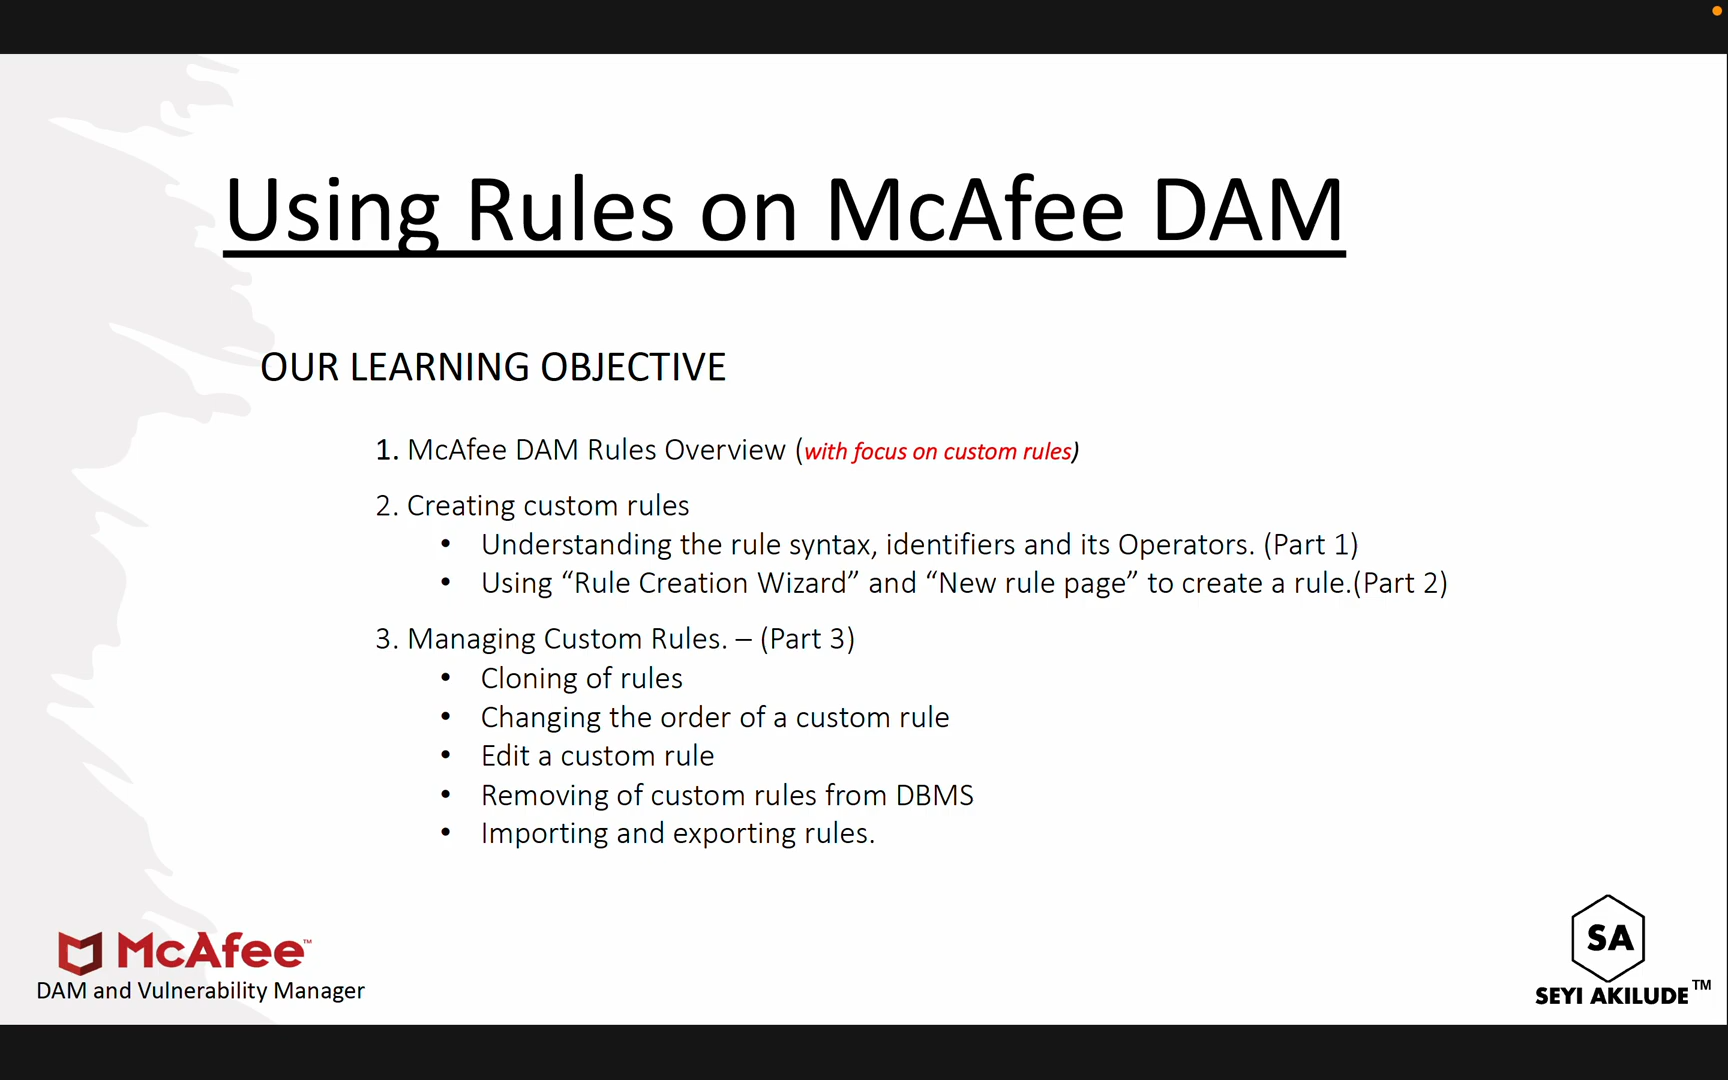 Using Rules on McAfee DAM
OUR LEARNING OBJECTIVE
1. McAfee DAM Rules Overview (with focus on custom rules)
2. Creating custom rules
• Understanding the rule syntax, identifiers and its Operators. (Part 1)
• Using “Rule Creation Wizard” and “New rule page” to create a rule.(Part 2)
3. Managing Custom Rules. – (Part 3)
• Cloning of rules
• Changing the order of a custom rule
• Edit a custom rule
• Removing of custom rules from DBMS
• Importing and exporting rules.
McAfee™
DAM and Vulnerability Manager
SA
SEYI AKILUDE™